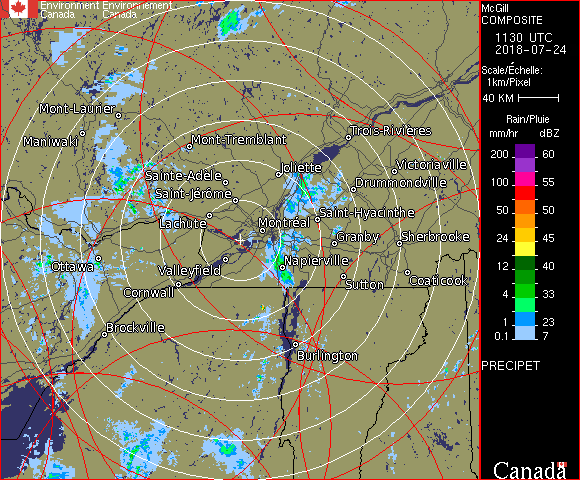 Environment Environnement
Canada Canada
McGill
COMPOSITE
1130 UTC
2018-07-24
Scale/Échelle:
1km/Pixel
40 KM
Rain/Pluie
mm/hr dBZ
200 60
100 55
50 50
24 45
12 40
4 33
1 23
0.1 7
PRECIPET
Canada
Mont-Laurier
Maniwaki
Mont-Tremblant
Trois-Rivières
Sainte-Adèle
Joliette
Victoriaville
Saint-Jérôme
Drummondville
Lachute
Montréal
Saint-Hyacinthe
Granby
Sherbrooke
Ottawa
Valleyfield
Napierville
Cornwall
Sutton
Coaticook
Brockville
Burlington